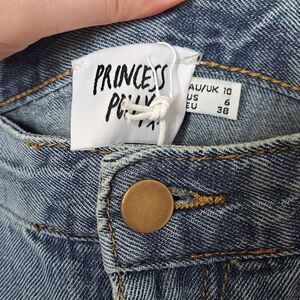 PRINCESS
POLLY
AU/UK 10
US 6
EU 38